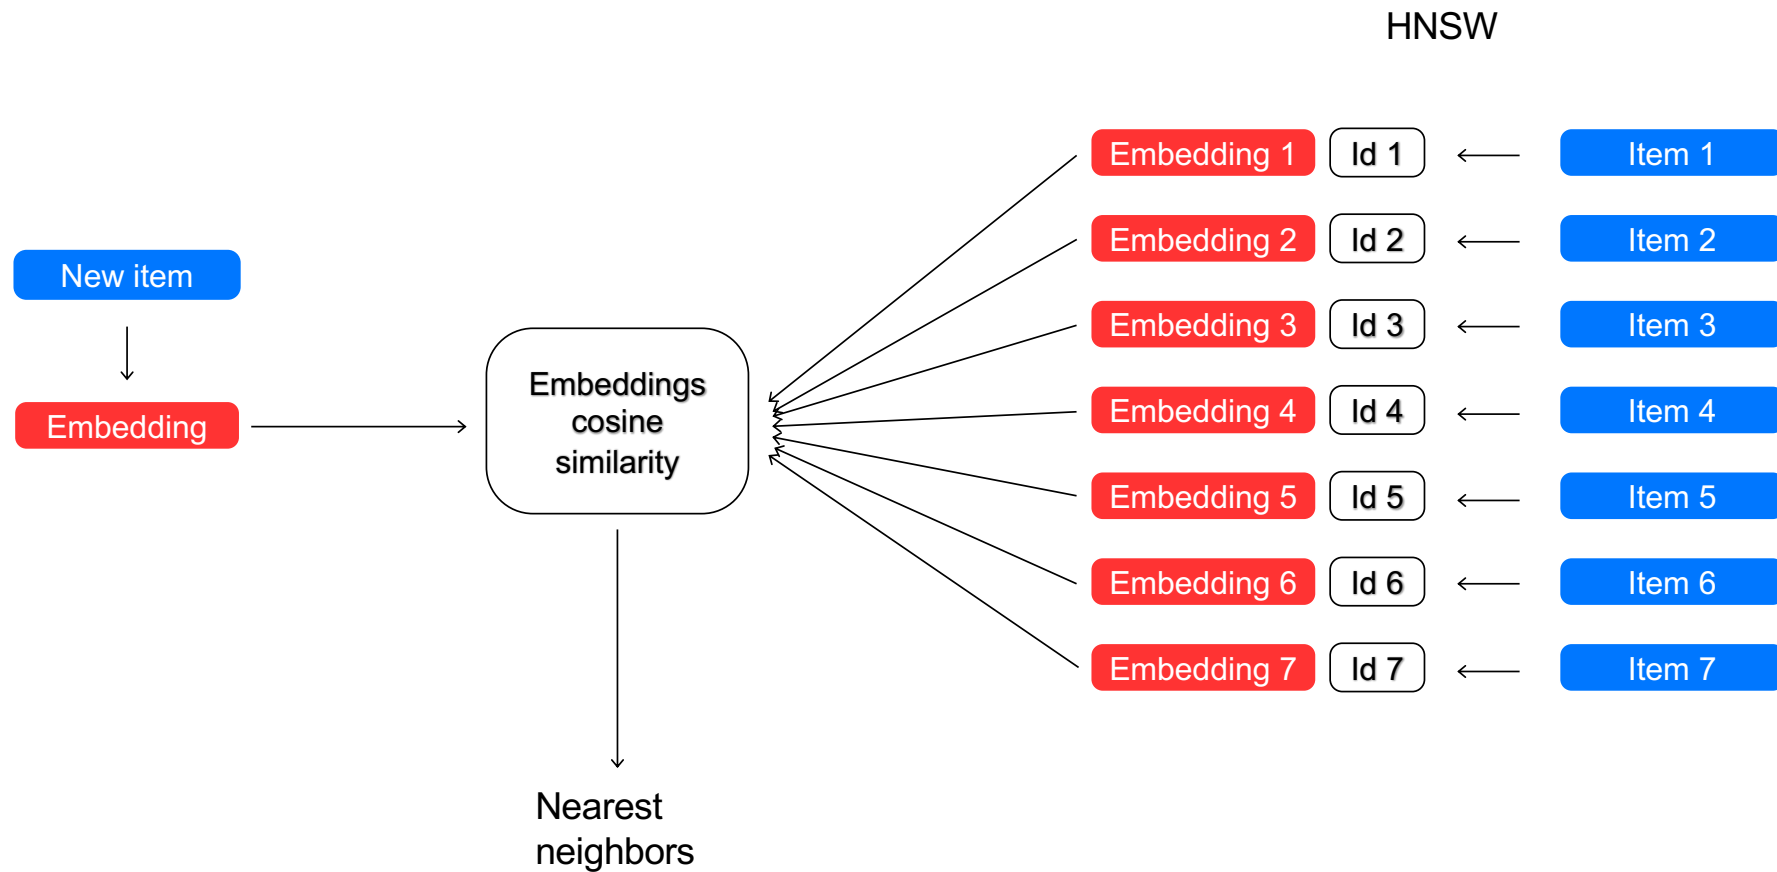 HNSW
New item
Embedding
Embeddings
cosine
similarity
Nearest
neighbors
Embedding 1 Id 1 Item 1
Embedding 2 Id 2 Item 2
Embedding 3 Id 3 Item 3
Embedding 4 Id 4 Item 4
Embedding 5 Id 5 Item 5
Embedding 6 Id 6 Item 6
Embedding 7 Id 7 Item 7